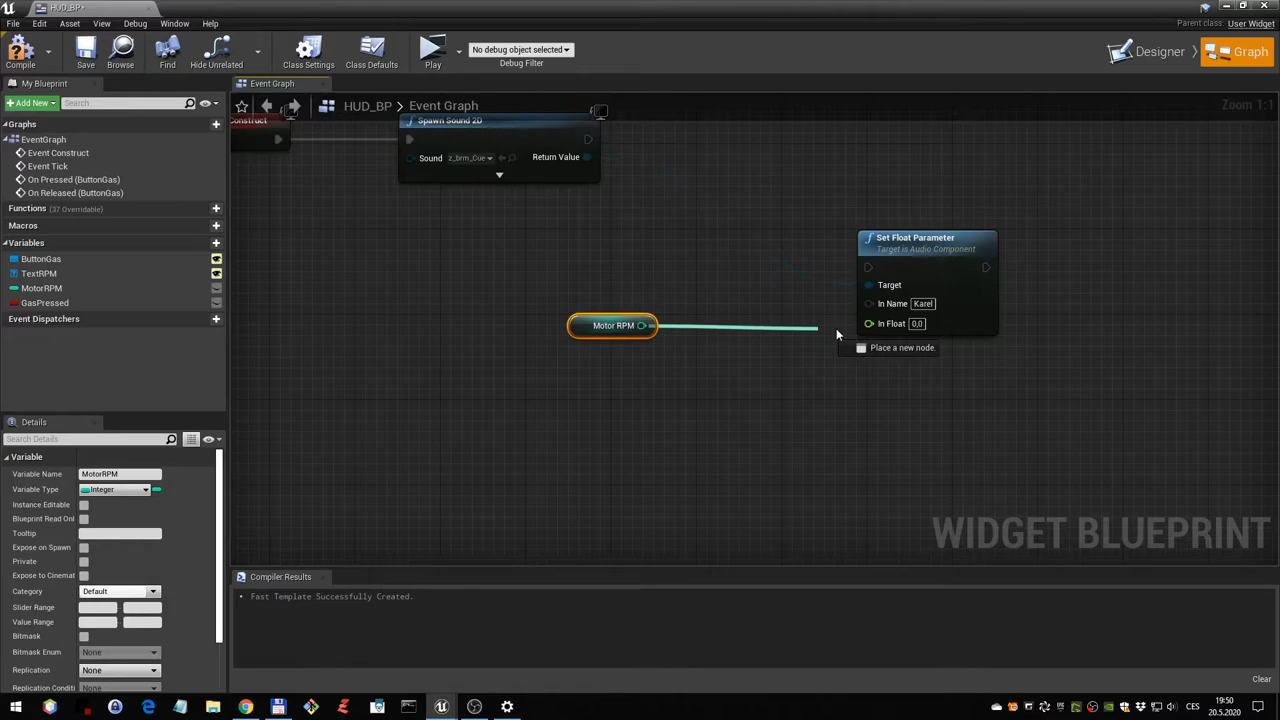 HUD_BP*
File Edit Asset View Debug Window Help
Parent class: User Widget
Compile
Save
Browse
Find
Hide Unrelated
Class Settings
Class Defaults
Play
No debug object selected
Debug Filter
Designer
Graph
My Blueprint
Event Graph
+Add New
Search
HUD_BP > Event Graph
Zoom 1:1
Graphs
EventGraph
Event Construct
Event Tick
On Pressed (ButtonGas)
On Released (ButtonGas)
Functions (37 Overridable)
Macros
Variables
ButtonGas
TextRPM
MotorRPM
GasPressed
Event Dispatchers
Construct
Spawn Sound 2D
Sound z_brm_Cue
Return Value
Set Float Parameter
Target is Audio Component
Target
In Name Karel
In Float 0,0
Motor RPM
Place a new node.
WIDGET BLUEPRINT
Details
Search Details
Variable
Variable Name MotorRPM
Variable Type Integer
Instance Editable
Blueprint Read Onl
Tooltip
Expose on Spawn
Private
Expose to Cinemat
Category Default
Slider Range
Value Range
Bitmask
Bitmask Enum None
Replication None
Replication Conditi None
Compiler Results
• Fast Template Successfully Created.
Clear
CES
19:50
20.5.2020